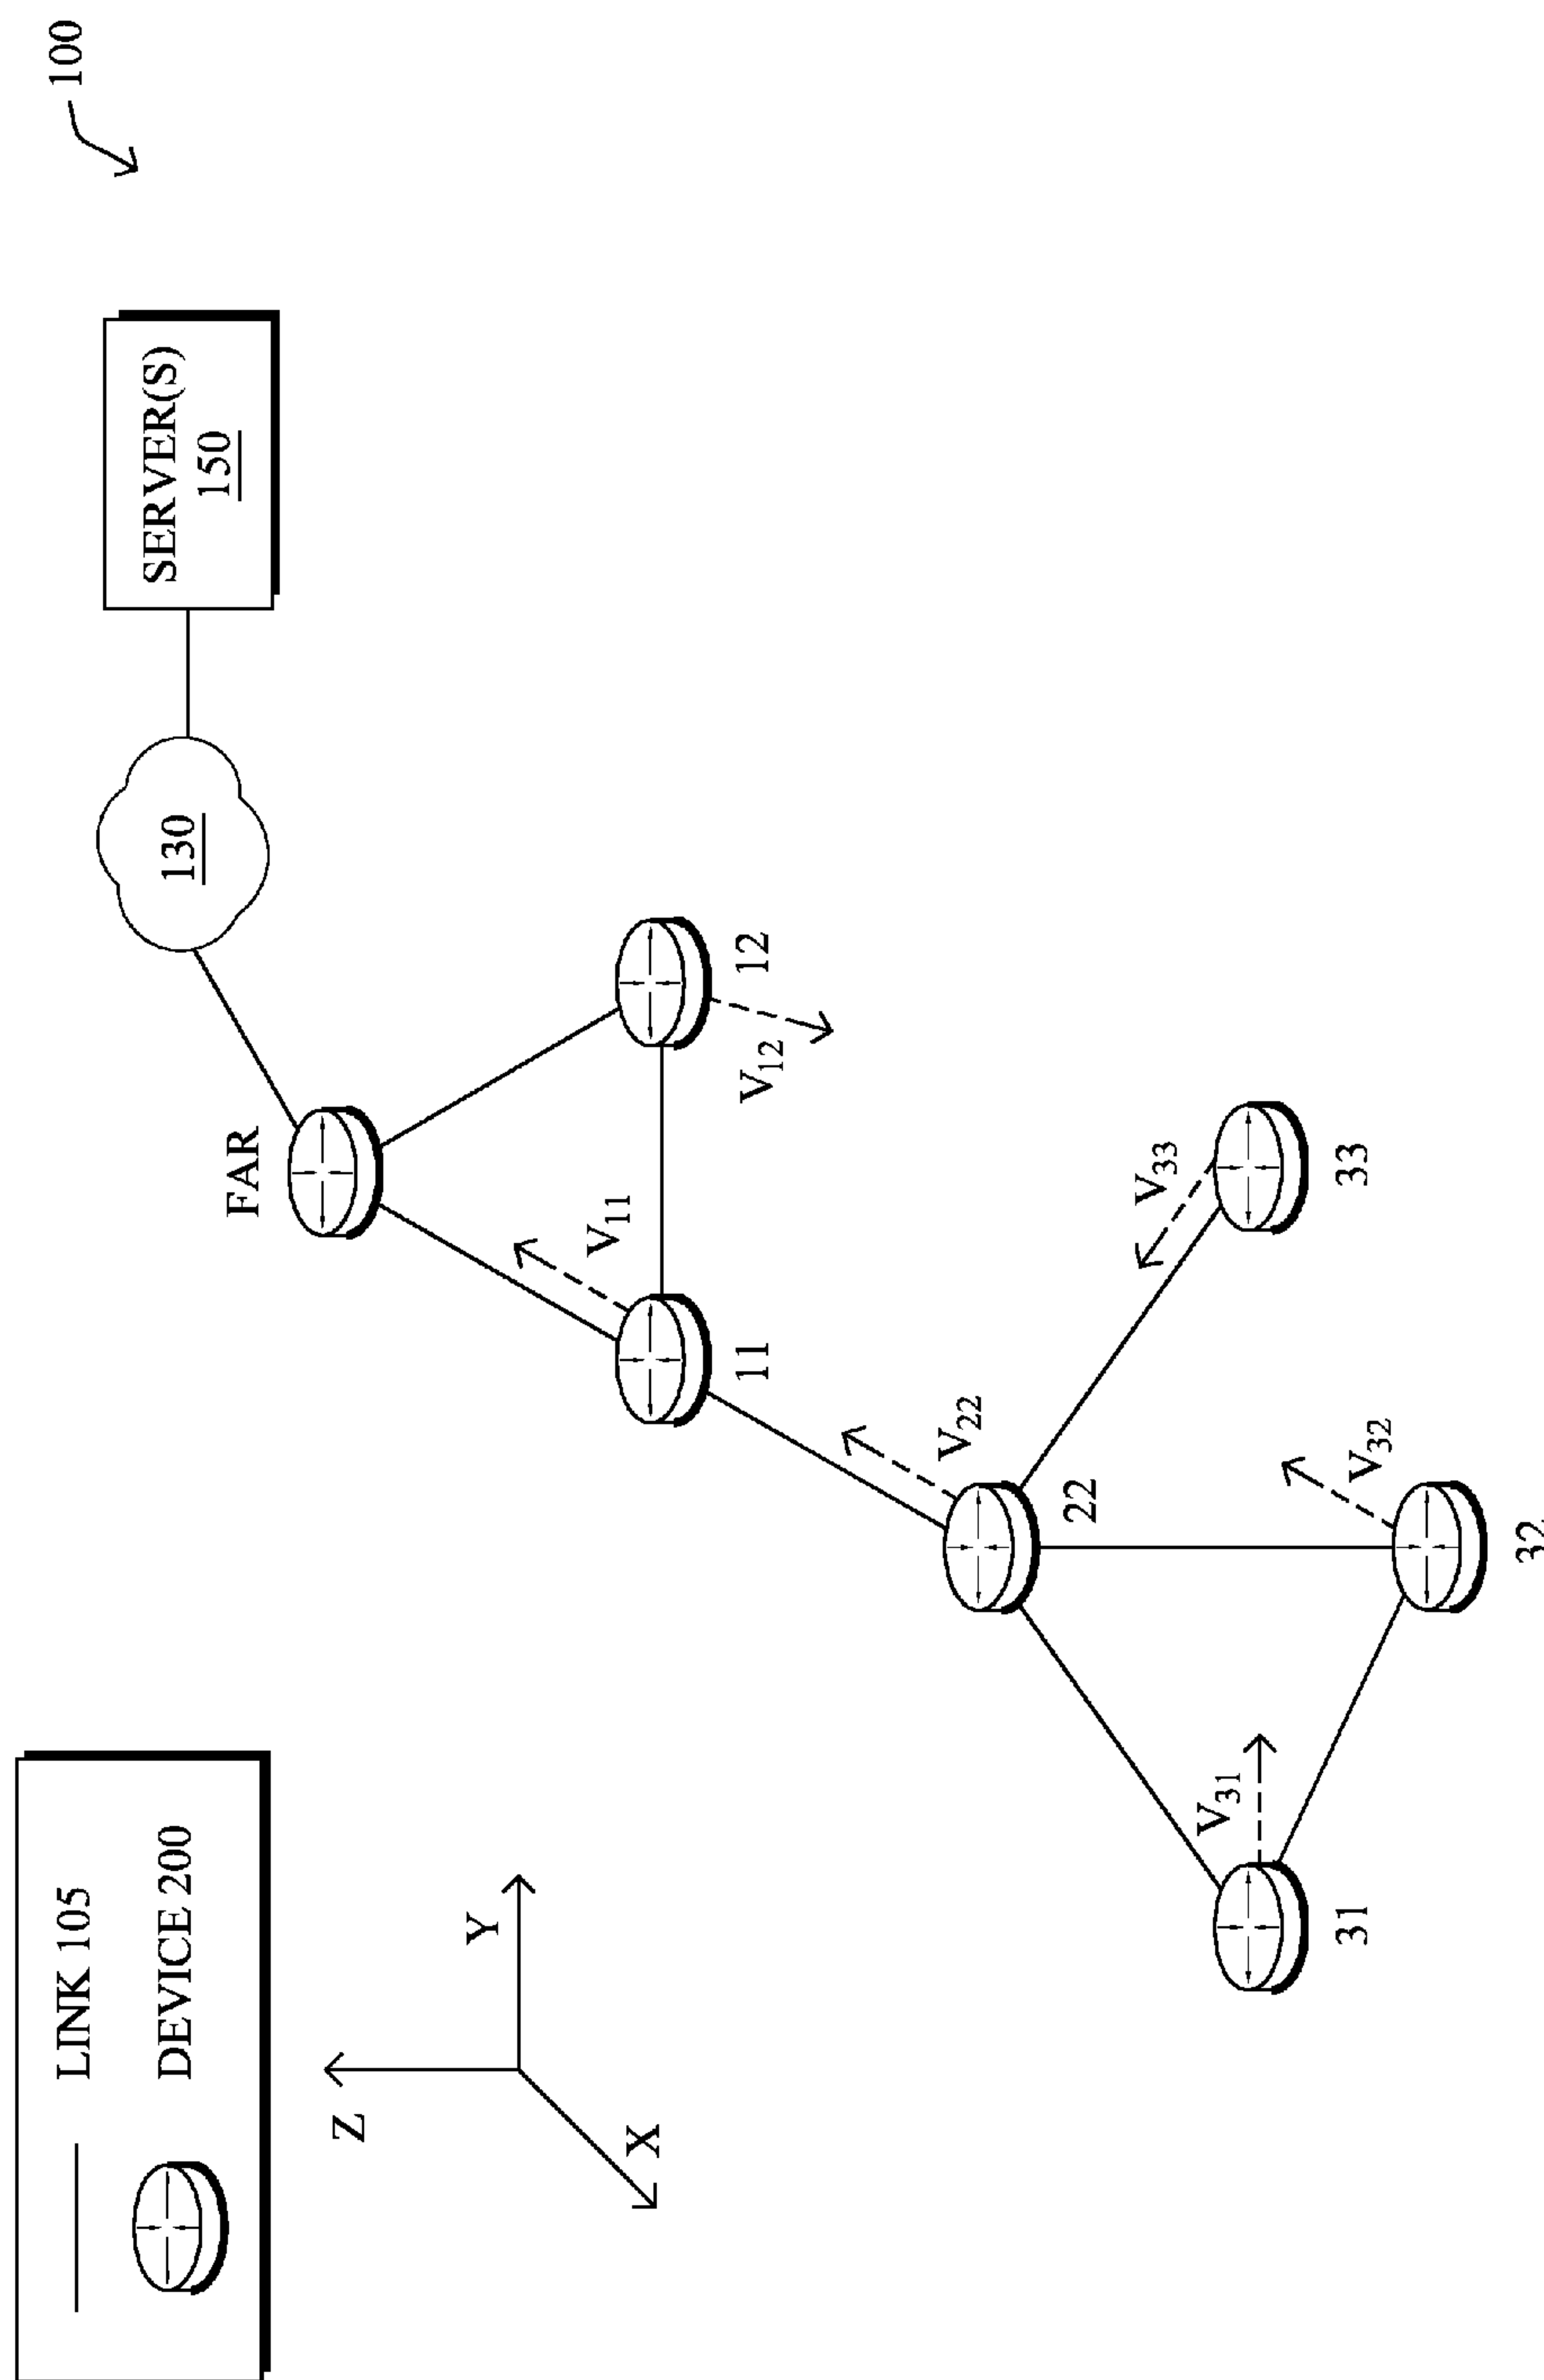 100
LINK 105
DEVICE 200
SERVER(S)
150
130
FAR
Z
Y
X
V11
11
12
V12
V22
22
V33
33
V31
31
V32
32